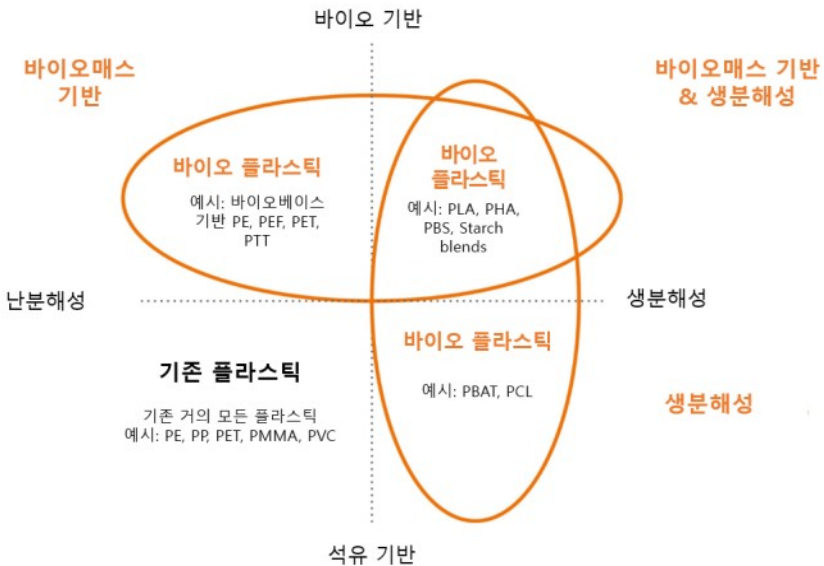 바이오 기반
바이오매스
기반
바이오매스 기반
& 생분해성
바이오 플라스틱
예시: 바이오베이스
기반 PE, PEF, PET,
PTT
바이오
플라스틱
예시: PLA, PHA,
PBS, Starch
blends
난분해성
생분해성
기존 플라스틱
기존 거의 모든 플라스틱
예시: PE, PP, PET, PMMA, PVC
바이오 플라스틱
예시: PBAT, PCL
생분해성
석유 기반